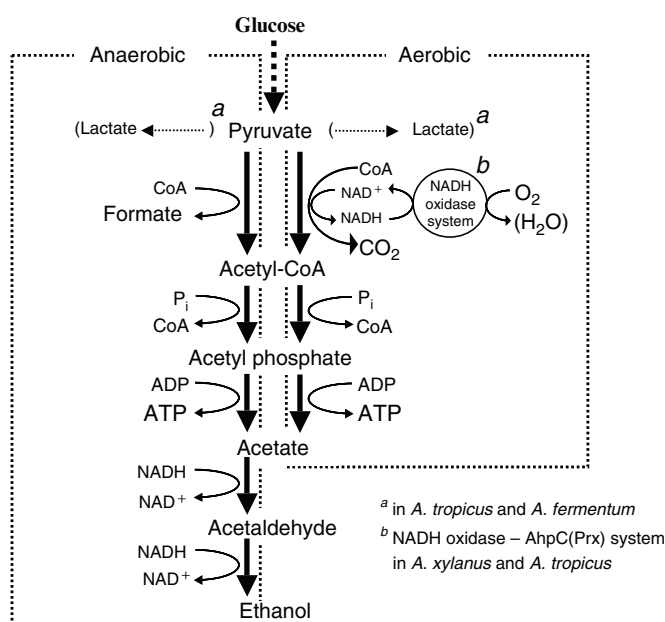 Glucose
Anaerobic
Aerobic
(Lactate ) a Pyruvate ( Lactate) a
CoA
Formate
CoA
NAD+
NADH
CO2
b
NADH
oxidase
system
O2
(H2O)
Acetyl-CoA
Pi
CoA
Pi
CoA
Acetyl phosphate
ADP
ATP
ADP
ATP
Acetate
NADH
NAD+
Acetaldehyde
NADH
NAD+
Ethanol
a in A. tropicus and A. fermentum
b NADH oxidase – AhpC(Prx) system
in A. xylanus and A. tropicus